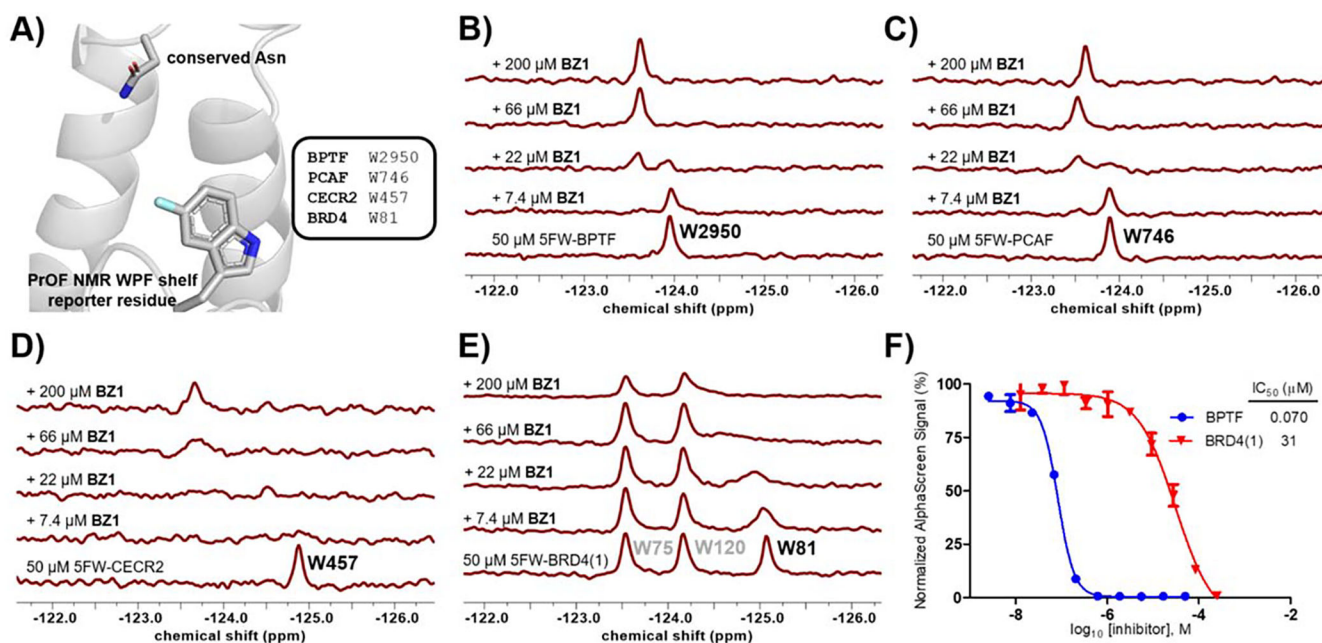 A)
conserved Asn
BPTF W2950
PCAF W746
CECR2 W457
BRD4 W81
PrOF NMR WPF shelf
reporter residue
B)
+ 200 µM BZ1
+ 66 µM BZ1
+ 22 µM BZ1
+ 7.4 µM BZ1
50 µM 5FW-BPTF
W2950
-122.0 -123.0 -124.0 -125.0 -126.0
chemical shift (ppm)
C)
+ 200 µM BZ1
+ 66 µM BZ1
+ 22 µM BZ1
+ 7.4 µM BZ1
50 µM 5FW-PCAF
W746
-122.0 -123.0 -124.0 -125.0 -126.0
chemical shift (ppm)
D)
+ 200 µM BZ1
+ 66 µM BZ1
+ 22 µM BZ1
+ 7.4 µM BZ1
50 µM 5FW-CECR2
W457
-122.0 -123.0 -124.0 -125.0 -126.0
chemical shift (ppm)
E)
+ 200 µM BZ1
+ 66 µM BZ1
+ 22 µM BZ1
+ 7.4 µM BZ1
50 µM 5FW-BRD4(1)
W75 W120 W81
-122.0 -123.0 -124.0 -125.0 -126.0
chemical shift (ppm)
F)
Normalized AlphaScreen Signal (%)
100
75
50
25
0
IC50 (µM)
BPTF 0.070
BRD4(1) 31
-8 -6 -4 -2
log10 [inhibitor], M